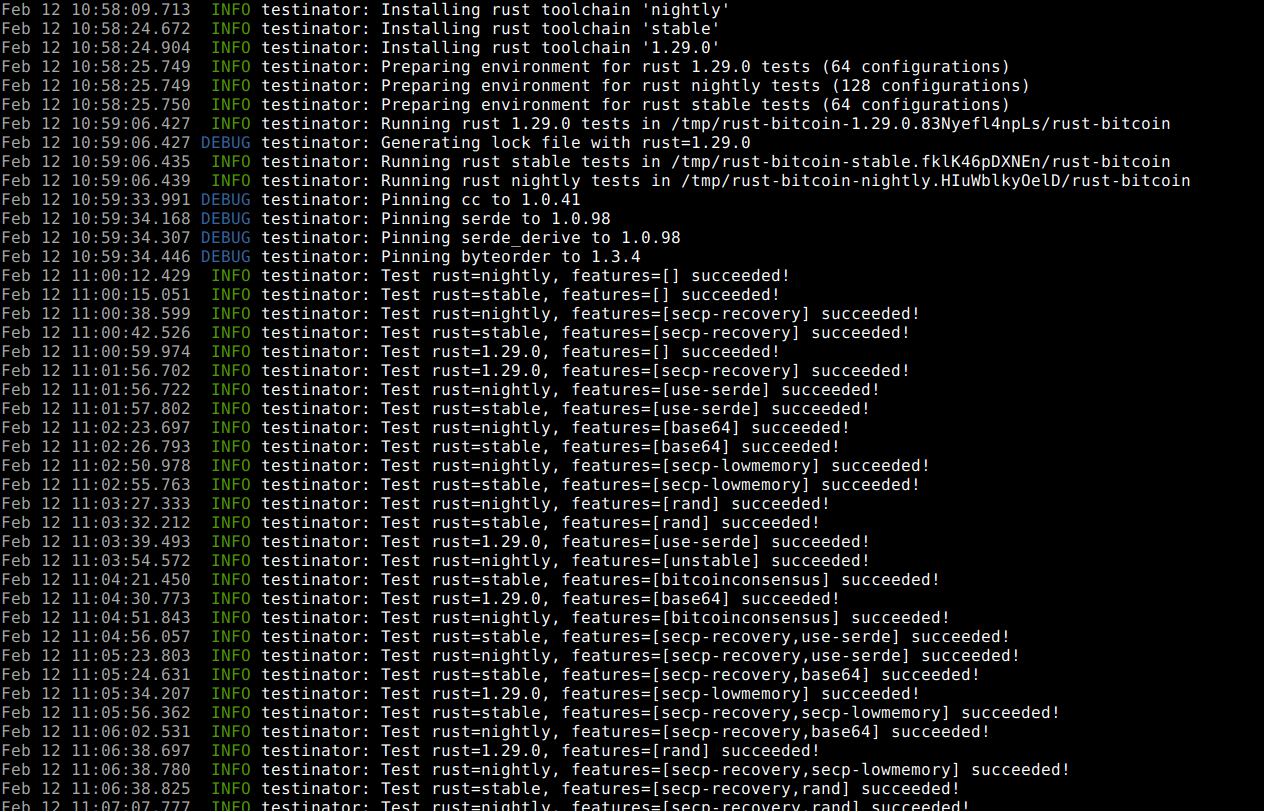 Feb 12 10:58:09.713  INFO testinator: Installing rust toolchain 'nightly'
Feb 12 10:58:24.672  INFO testinator: Installing rust toolchain 'stable'
Feb 12 10:58:24.904  INFO testinator: Installing rust toolchain '1.29.0'
Feb 12 10:58:25.749  INFO testinator: Preparing environment for rust 1.29.0 tests (64 configurations)
Feb 12 10:58:25.749  INFO testinator: Preparing environment for rust nightly tests (128 configurations)
Feb 12 10:58:25.750  INFO testinator: Preparing environment for rust stable tests (64 configurations)
Feb 12 10:59:06.427  INFO testinator: Running rust 1.29.0 tests in /tmp/rust-bitcoin-1.29.0.83Nyefl4npLs/rust-bitcoin
Feb 12 10:59:06.427 DEBUG testinator: Generating lock file with rust=1.29.0
Feb 12 10:59:06.435  INFO testinator: Running rust stable tests in /tmp/rust-bitcoin-stable.fklK46pDXNEn/rust-bitcoin
Feb 12 10:59:06.439  INFO testinator: Running rust nightly tests in /tmp/rust-bitcoin-nightly.HIuWblkyOelD/rust-bitcoin
Feb 12 10:59:33.991 DEBUG testinator: Pinning cc to 1.0.41
Feb 12 10:59:34.168 DEBUG testinator: Pinning serde to 1.0.98
Feb 12 10:59:34.307 DEBUG testinator: Pinning serde_derive to 1.0.98
Feb 12 10:59:34.446 DEBUG testinator: Pinning byteorder to 1.3.4
Feb 12 11:00:12.429  INFO testinator: Test rust=nightly, features=[] succeeded!
Feb 12 11:00:15.051  INFO testinator: Test rust=stable, features=[] succeeded!
Feb 12 11:00:38.599  INFO testinator: Test rust=nightly, features=[secp-recovery] succeeded!
Feb 12 11:00:42.526  INFO testinator: Test rust=stable, features=[secp-recovery] succeeded!
Feb 12 11:00:59.974  INFO testinator: Test rust=1.29.0, features=[] succeeded!
Feb 12 11:01:56.702  INFO testinator: Test rust=1.29.0, features=[secp-recovery] succeeded!
Feb 12 11:01:56.722  INFO testinator: Test rust=nightly, features=[use-serde] succeeded!
Feb 12 11:01:57.802  INFO testinator: Test rust=stable, features=[use-serde] succeeded!
Feb 12 11:02:23.697  INFO testinator: Test rust=nightly, features=[base64] succeeded!
Feb 12 11:02:26.793  INFO testinator: Test rust=stable, features=[base64] succeeded!
Feb 12 11:02:50.978  INFO testinator: Test rust=nightly, features=[secp-lowmemory] succeeded!
Feb 12 11:02:55.763  INFO testinator: Test rust=stable, features=[secp-lowmemory] succeeded!
Feb 12 11:03:27.333  INFO testinator: Test rust=nightly, features=[rand] succeeded!
Feb 12 11:03:32.212  INFO testinator: Test rust=stable, features=[rand] succeeded!
Feb 12 11:03:39.493  INFO testinator: Test rust=1.29.0, features=[use-serde] succeeded!
Feb 12 11:03:54.572  INFO testinator: Test rust=nightly, features=[unstable] succeeded!
Feb 12 11:04:21.450  INFO testinator: Test rust=stable, features=[bitcoinconsensus] succeeded!
Feb 12 11:04:30.773  INFO testinator: Test rust=1.29.0, features=[base64] succeeded!
Feb 12 11:04:51.843  INFO testinator: Test rust=nightly, features=[bitcoinconsensus] succeeded!
Feb 12 11:04:56.057  INFO testinator: Test rust=stable, features=[secp-recovery,use-serde] succeeded!
Feb 12 11:05:23.803  INFO testinator: Test rust=nightly, features=[secp-recovery,use-serde] succeeded!
Feb 12 11:05:24.631  INFO testinator: Test rust=stable, features=[secp-recovery,base64] succeeded!
Feb 12 11:05:34.207  INFO testinator: Test rust=1.29.0, features=[secp-lowmemory] succeeded!
Feb 12 11:05:56.362  INFO testinator: Test rust=stable, features=[secp-recovery,secp-lowmemory] succeeded!
Feb 12 11:06:02.531  INFO testinator: Test rust=nightly, features=[secp-recovery,base64] succeeded!
Feb 12 11:06:38.697  INFO testinator: Test rust=1.29.0, features=[rand] succeeded!
Feb 12 11:06:38.780  INFO testinator: Test rust=nightly, features=[secp-recovery,secp-lowmemory] succeeded!
Feb 12 11:06:38.825  INFO testinator: Test rust=stable, features=[secp-recovery,rand] succeeded!
Feb 12 11:07:07.777  INFO testinator: Test rust=nightly, features=[secp-recovery,rand] succeeded!